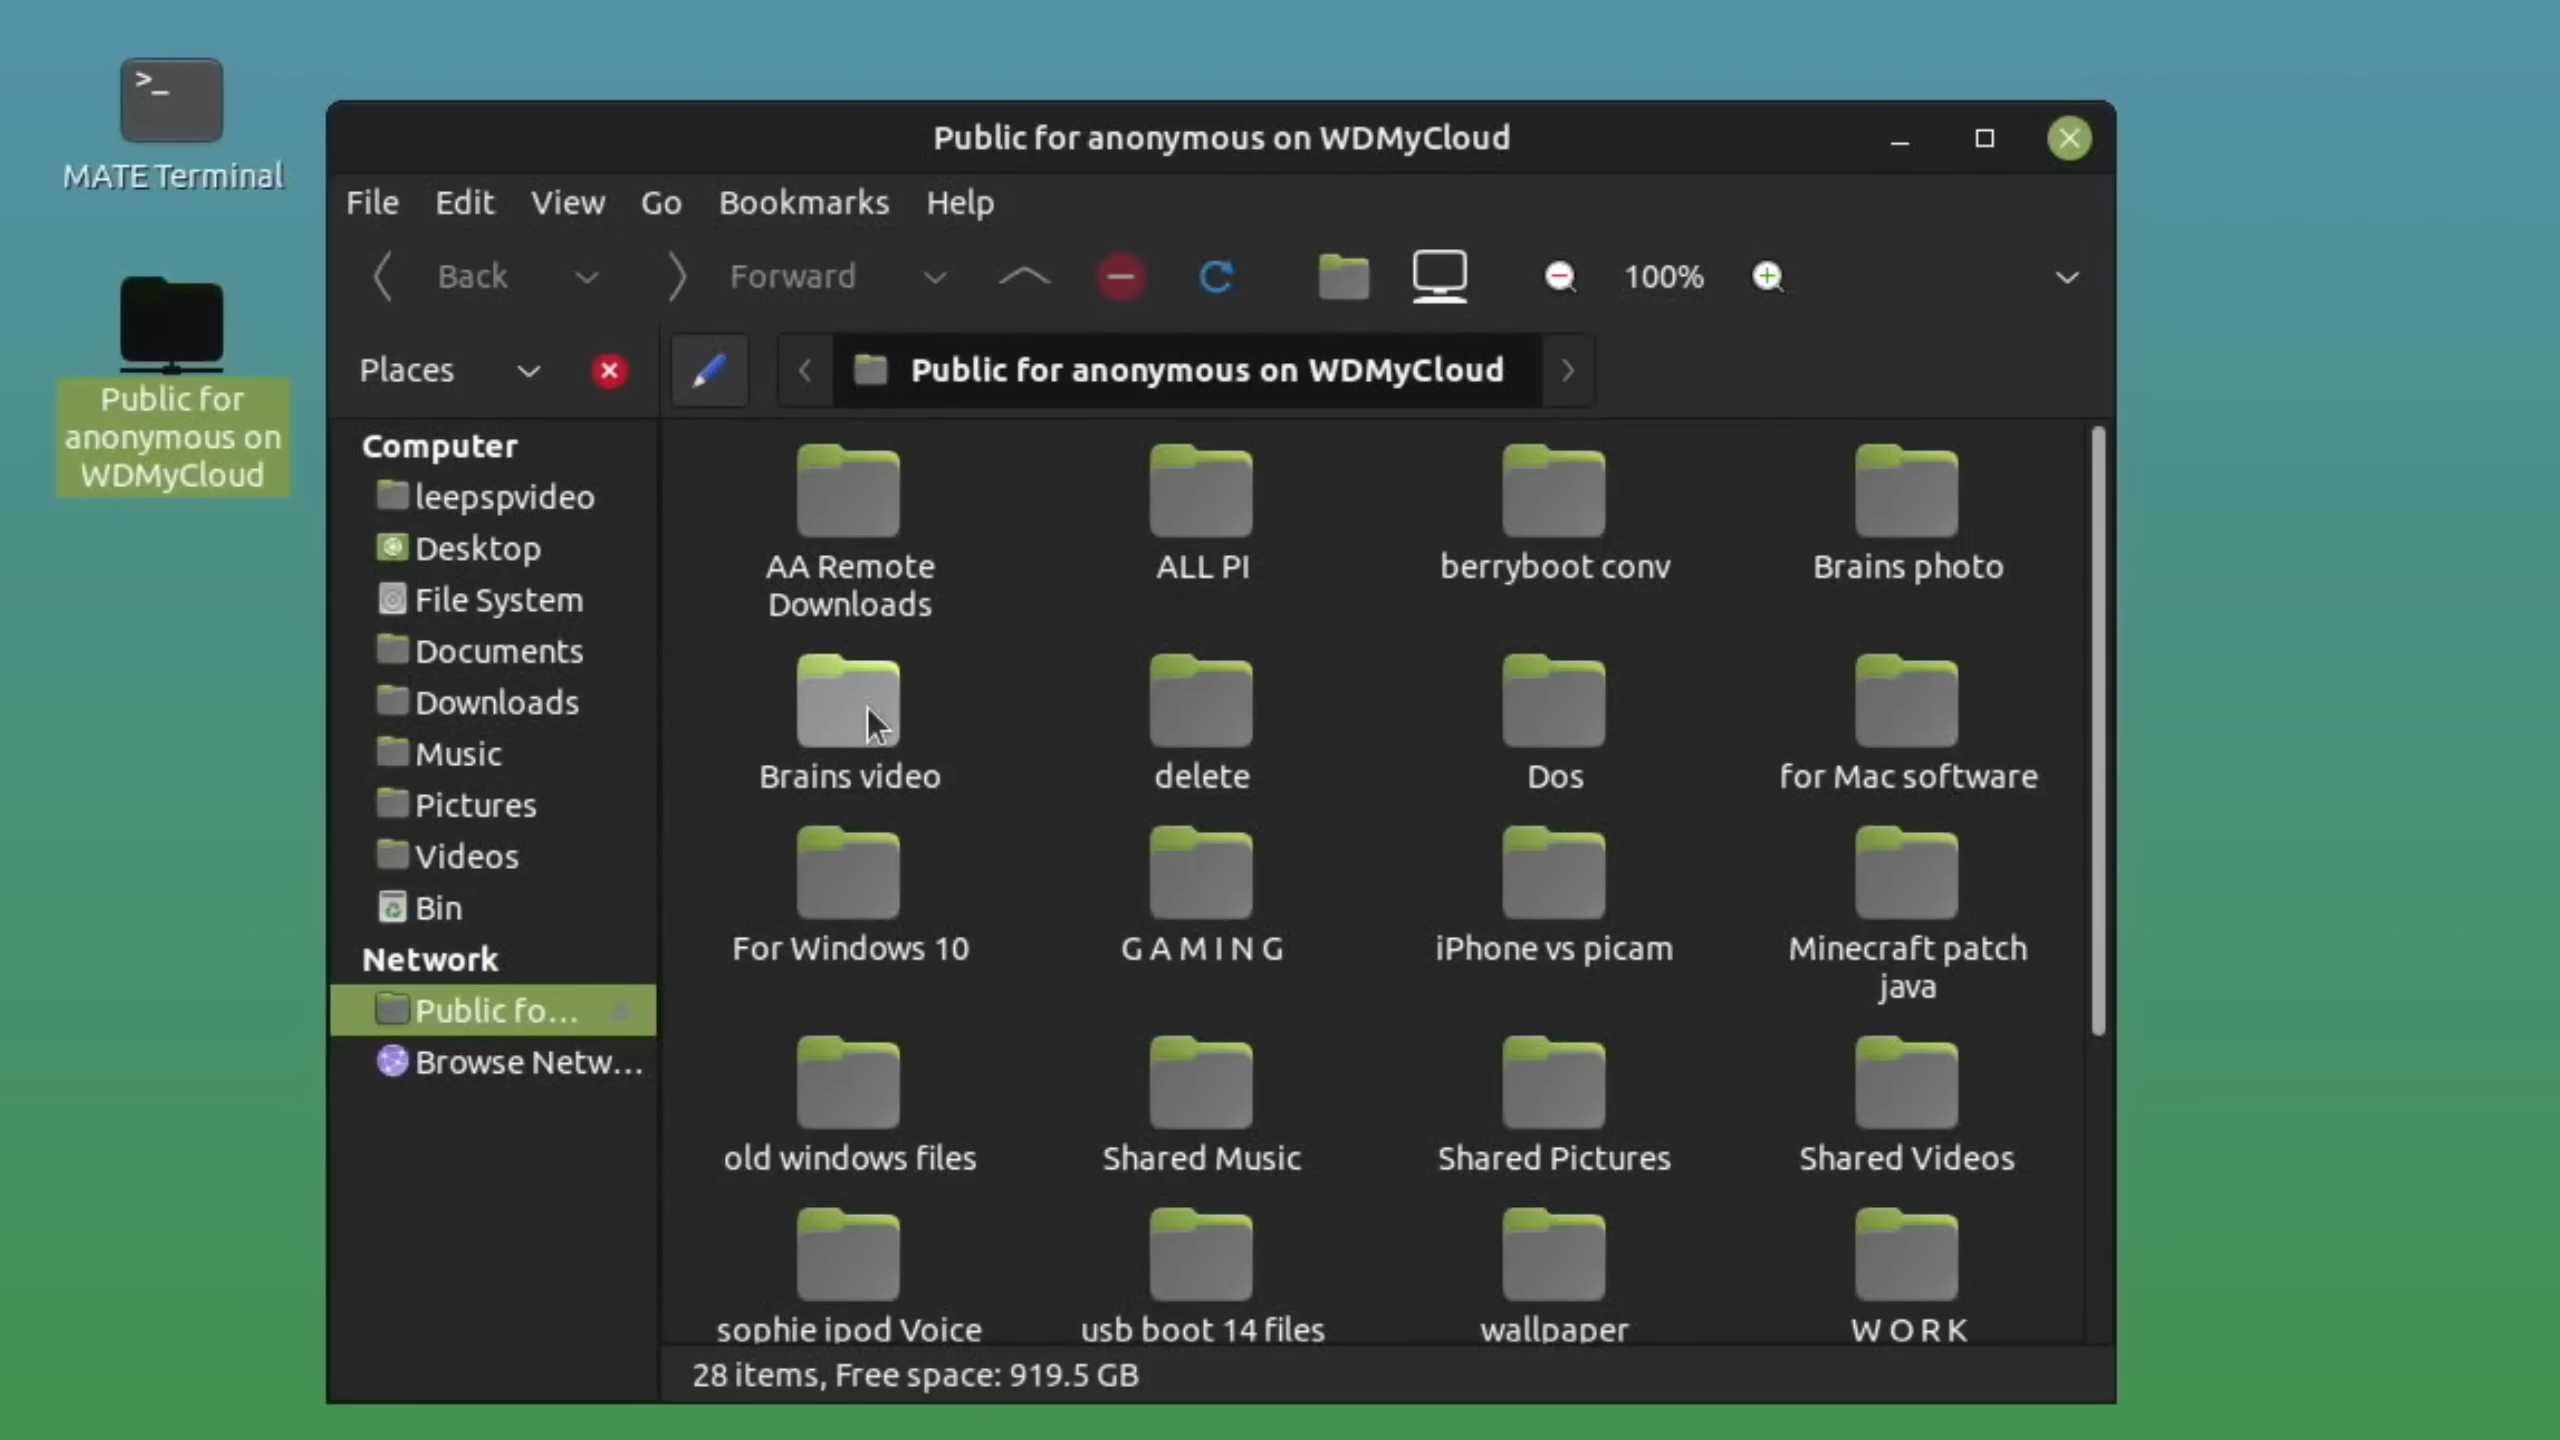 >_
MATE Terminal
Public for
anonymous on
WDMyCloud
Public for anonymous on WDMyCloud
File Edit View Go Bookmarks Help
Back Forward 100%
Places
Public for anonymous on WDMyCloud
Computer
leepspvideo
Desktop
File System
Documents
Downloads
Music
Pictures
Videos
Bin
Network
Public fo...
Browse Netw...
AA Remote
Downloads
ALL PI
berryboot conv
Brains photo
Brains video
delete
Dos
for Mac software
For Windows 10
G A M I N G
iPhone vs picam
Minecraft patch
java
old windows files
Shared Music
Shared Pictures
Shared Videos
sophie ipod Voice
usb boot 14 files
wallpaper
W O R K
28 items, Free space: 919.5 GB